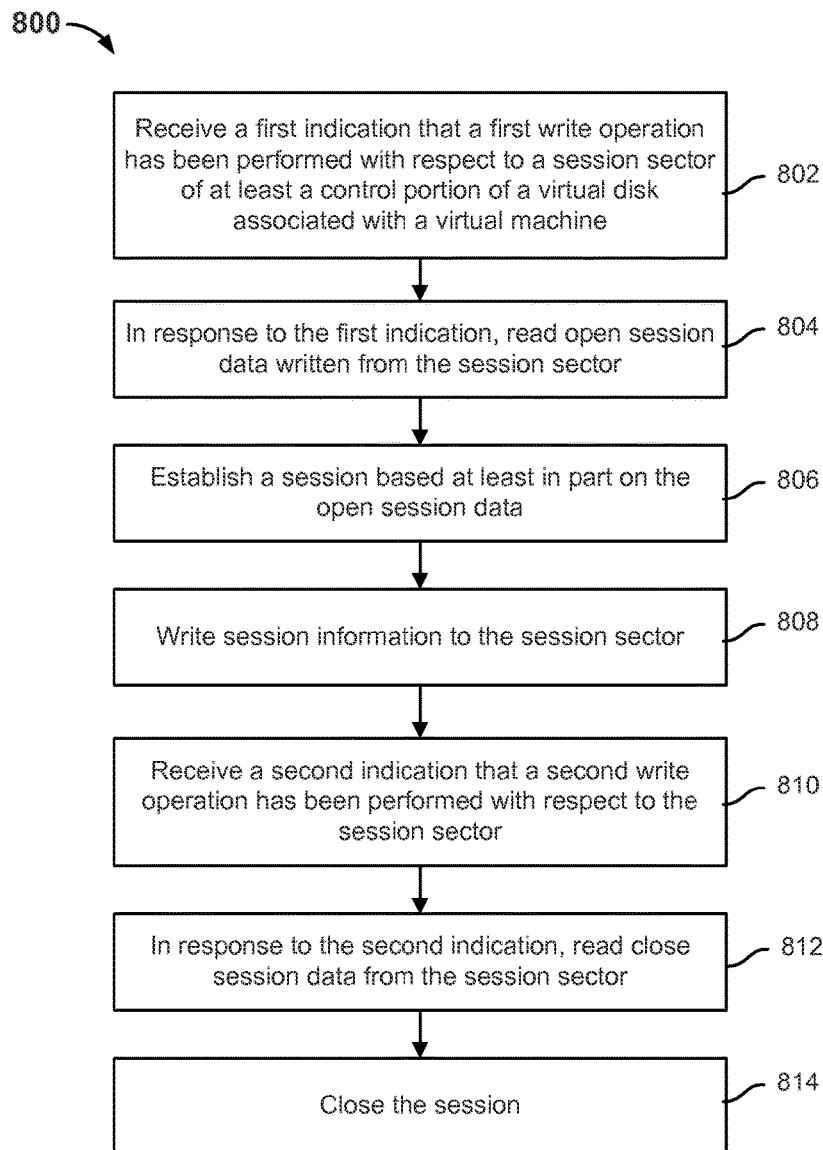 800
Receive a first indication that a first write operation
has been performed with respect to a session sector
of at least a control portion of a virtual disk
associated with a virtual machine
802
In response to the first indication, read open session
data written from the session sector
804
Establish a session based at least in part on the
open session data
806
Write session information to the session sector
808
Receive a second indication that a second write
operation has been performed with respect to the
session sector
810
In response to the second indication, read close
session data from the session sector
812
Close the session
814